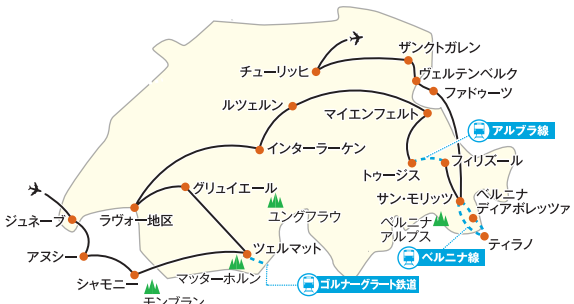 ザンクトガレン
チューリッヒ
ヴェルテンベルク
ファドゥーツ
ルツェルン
マイエンフェルト
アルブラ線
インターラーケン
トゥージス
フィリズール
グリュイエール
サン・モリッツ
ベルニナ
ディアボレッツァ
ジュネーブ
ラヴォー地区
ユングフラウ
ベルニナ
アルプス
ティラノ
アヌシー
ツェルマット
ベルニナ線
シャモニー
マッターホルン
ゴルナーグラート鉄道
モンブラン